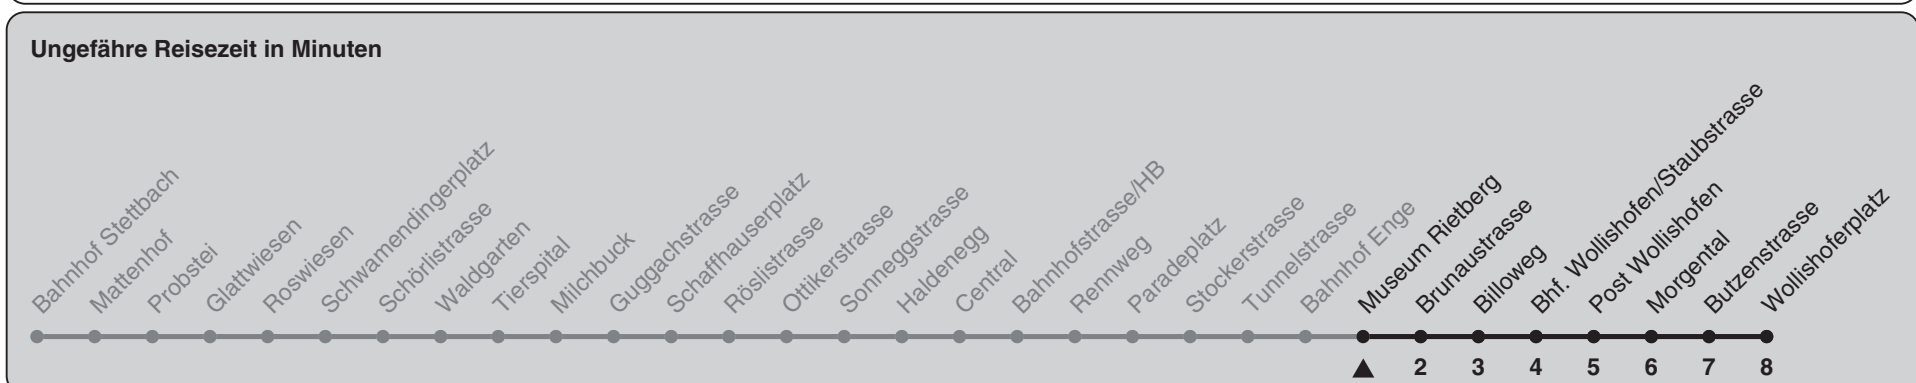 Ungefähre Reisezeit in Minuten
Bahnhof Stettbach
Mattenhof
Probstei
Glattwiesen
Roswiesen
Schwamendingerplatz
Schörlistrasse
Waldgarten
Tierspital
Milchbuck
Guggachstrasse
Schaffhauserplatz
Röslistrasse
Ottikerstrasse
Sonneggstrasse
Haldenegg
Central
Bahnhofstrasse/HB
Rennweg
Paradeplatz
Stockerstrasse
Tunnelstrasse
Bahnhof Enge
Museum Rietberg
Brunaustrasse
Billoweg
Bhf. Wollishofen/Staubstrasse
Post Wollishofen
Morgental
Butzenstrasse
Wollishoferplatz
2 3 4 5 6 7 8